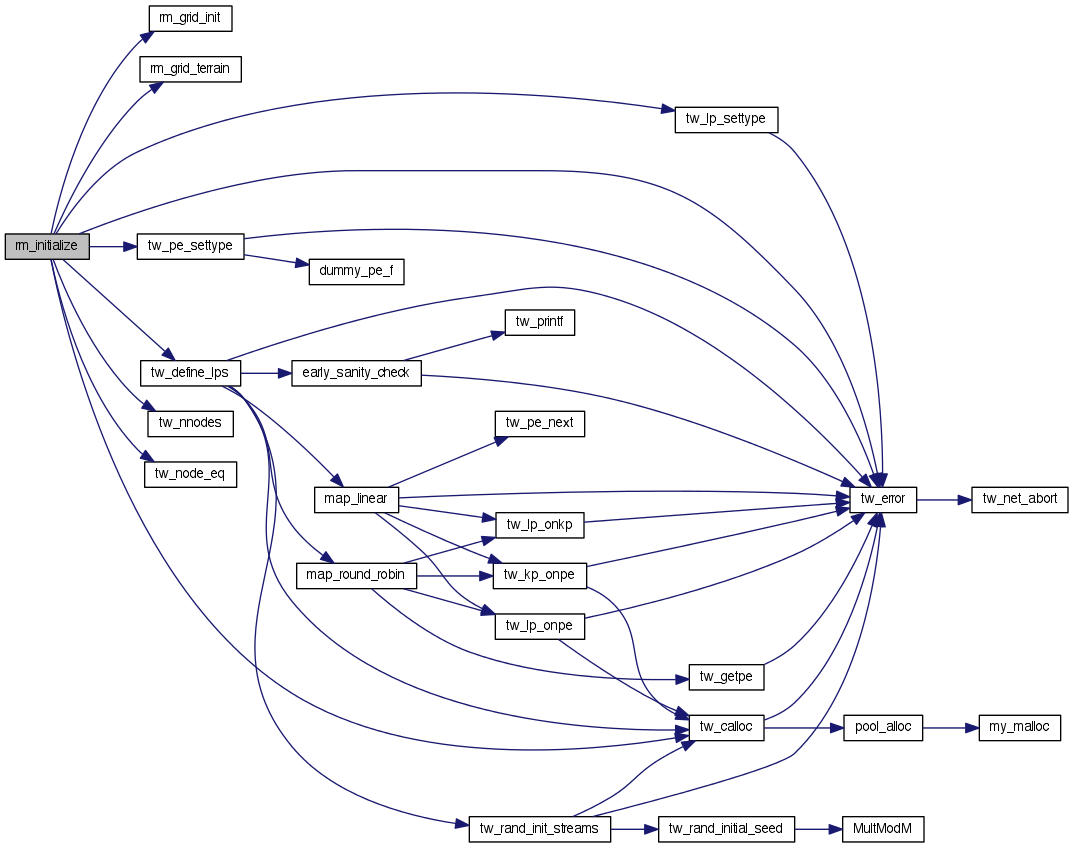 rm_grid_init
rm_grid_terrain
tw_lp_settype
rm_initialize
tw_pe_settype
dummy_pe_f
tw_printf
tw_define_lps
early_sanity_check
tw_nnodes
tw_pe_next
tw_node_eq
map_linear
tw_error
tw_net_abort
tw_lp_onkp
map_round_robin
tw_kp_onpe
tw_lp_onpe
tw_getpe
tw_calloc
pool_alloc
my_malloc
tw_rand_init_streams
tw_rand_initial_seed
MultModM